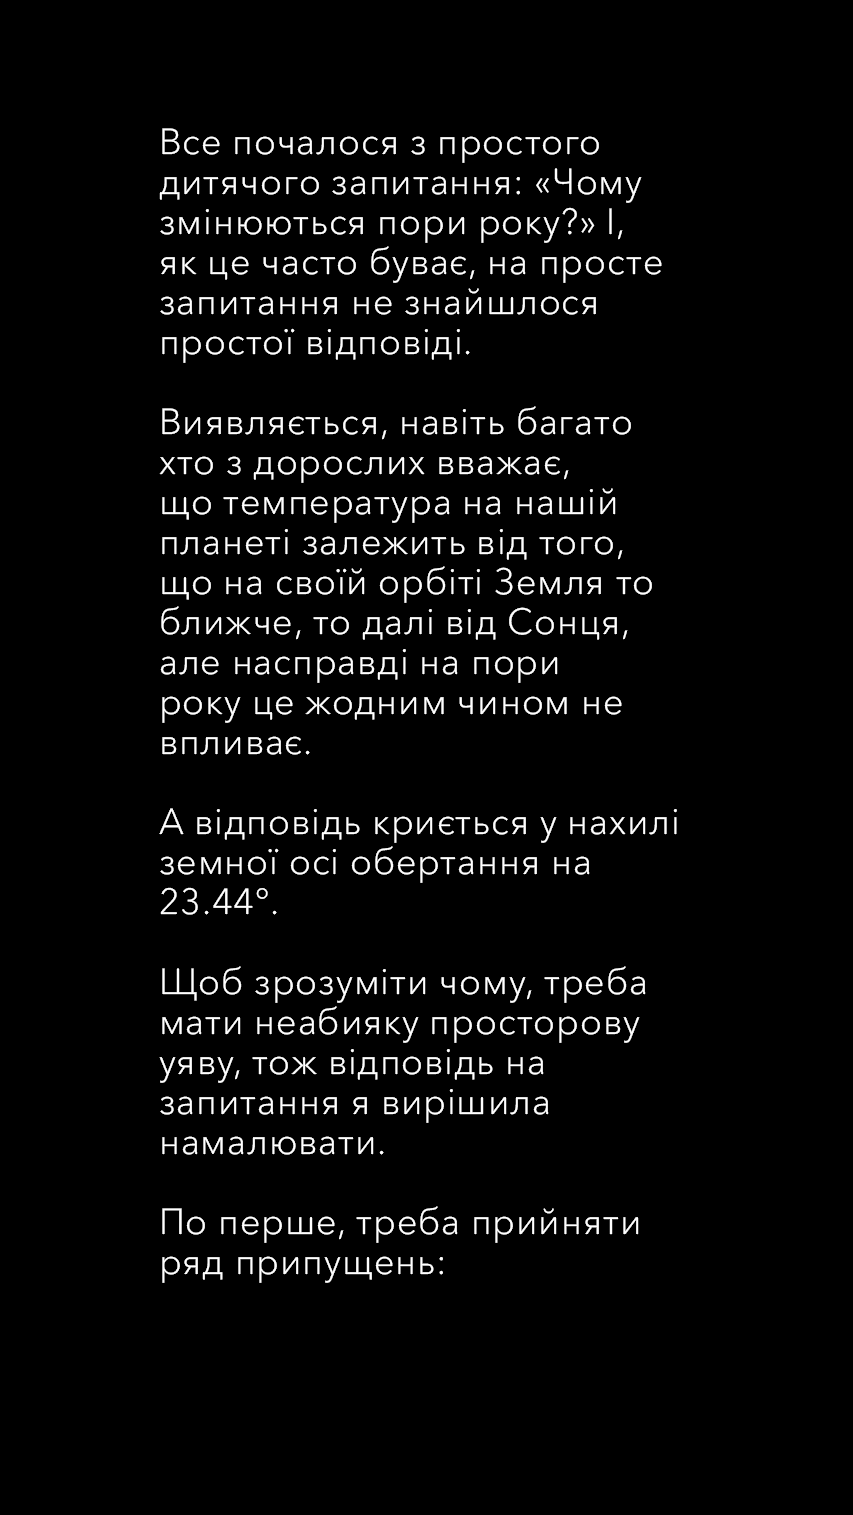 Все почалося з простого
дитячого запитання: «Чому
змінюються пори року?» І,
як це часто буває, на просте
запитання не знайшлося
простої відповіді.
Виявляється, навіть багато
хто з дорослих вважає,
що температура на нашій
планеті залежить від того,
що на своїй орбіті Земля то
ближче, то далі від Сонця,
але насправді на пори
року це жодним чином не
впливає.
А відповідь криється у нахилі
земної осі обертання на
23.44°.
Щоб зрозуміти чому, треба
мати неабияку просторову
уяву, тож відповідь на
запитання я вирішила
намалювати.
По перше, треба прийняти
ряд припущень: